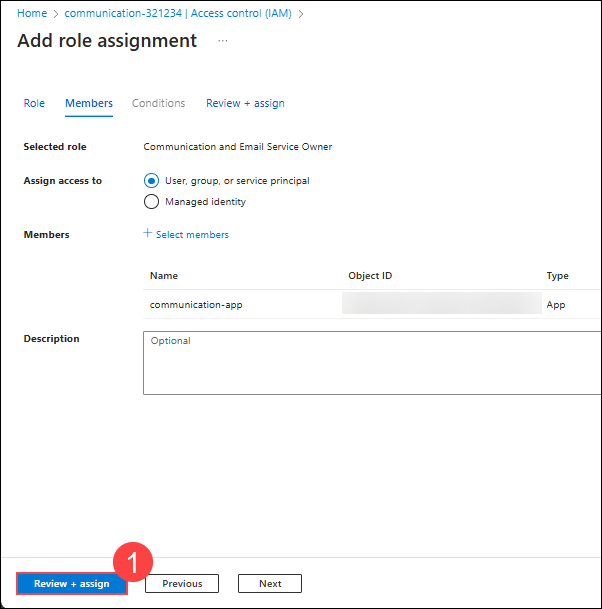 Home > communication-321234 | Access control (IAM) >
Add role assignment ...
Role Members Conditions Review + assign
Selected role Communication and Email Service Owner
Assign access to User, group, or service principal
Managed identity
Members + Select members
Name Object ID Type
communication-app App
Description Optional
1
Review + assign Previous Next